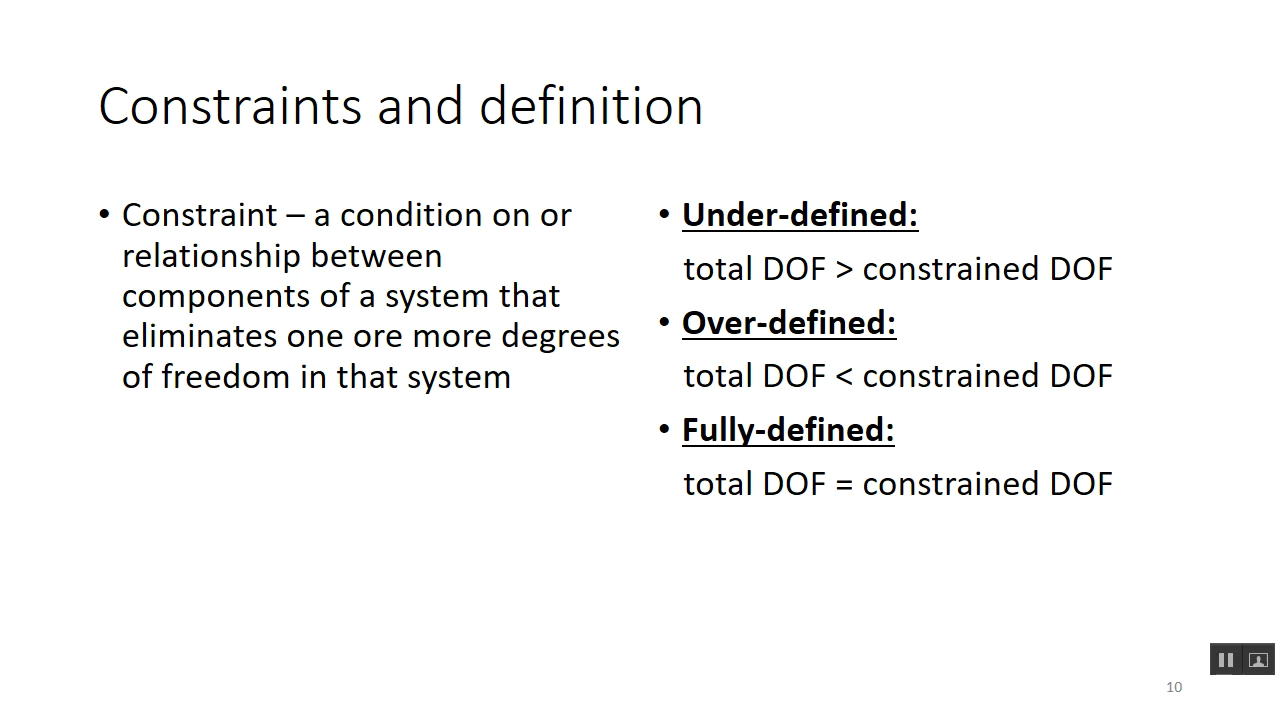 Constraints and definition
• Constraint – a condition on or
relationship between
components of a system that
eliminates one ore more degrees
of freedom in that system
• Under-defined:
total DOF > constrained DOF
• Over-defined:
total DOF < constrained DOF
• Fully-defined:
total DOF = constrained DOF
10